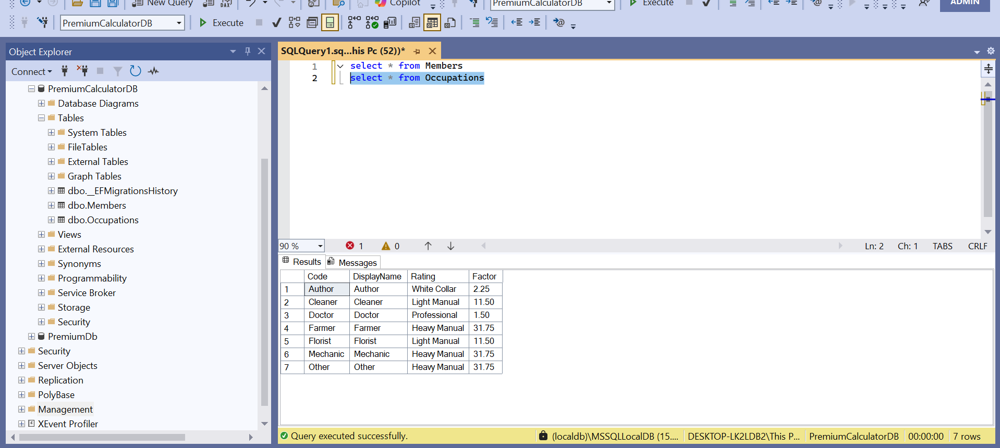 New Query DAX Copilot PremiumCalculatorDB Execute ADMIN
PremiumCalculatorDB Execute
Object Explorer
Connect
PremiumCalculatorDB
Database Diagrams
Tables
System Tables
FileTables
External Tables
Graph Tables
dbo.__EFMigrationsHistory
dbo.Members
dbo.Occupations
Views
External Resources
Synonyms
Programmability
Service Broker
Storage
Security
PremiumDb
Security
Server Objects
Replication
PolyBase
Management
XEvent Profiler
SQLQuery1.sq...his Pc (52))*
1 select * from Members
2 select * from Occupations
90 % 1 0 Ln: 2 Ch: 1 TABS CRLF
Results Messages
Code DisplayName Rating Factor
1 Author Author White Collar 2.25
2 Cleaner Cleaner Light Manual 11.50
3 Doctor Doctor Professional 1.50
4 Farmer Farmer Heavy Manual 31.75
5 Florist Florist Light Manual 11.50
6 Mechanic Mechanic Heavy Manual 31.75
7 Other Other Heavy Manual 31.75
Query executed successfully. (localdb)\MSSQLLocalDB (15.... DESKTOP-LK2LDB2\This P... PremiumCalculatorDB 00:00:00 7 rows